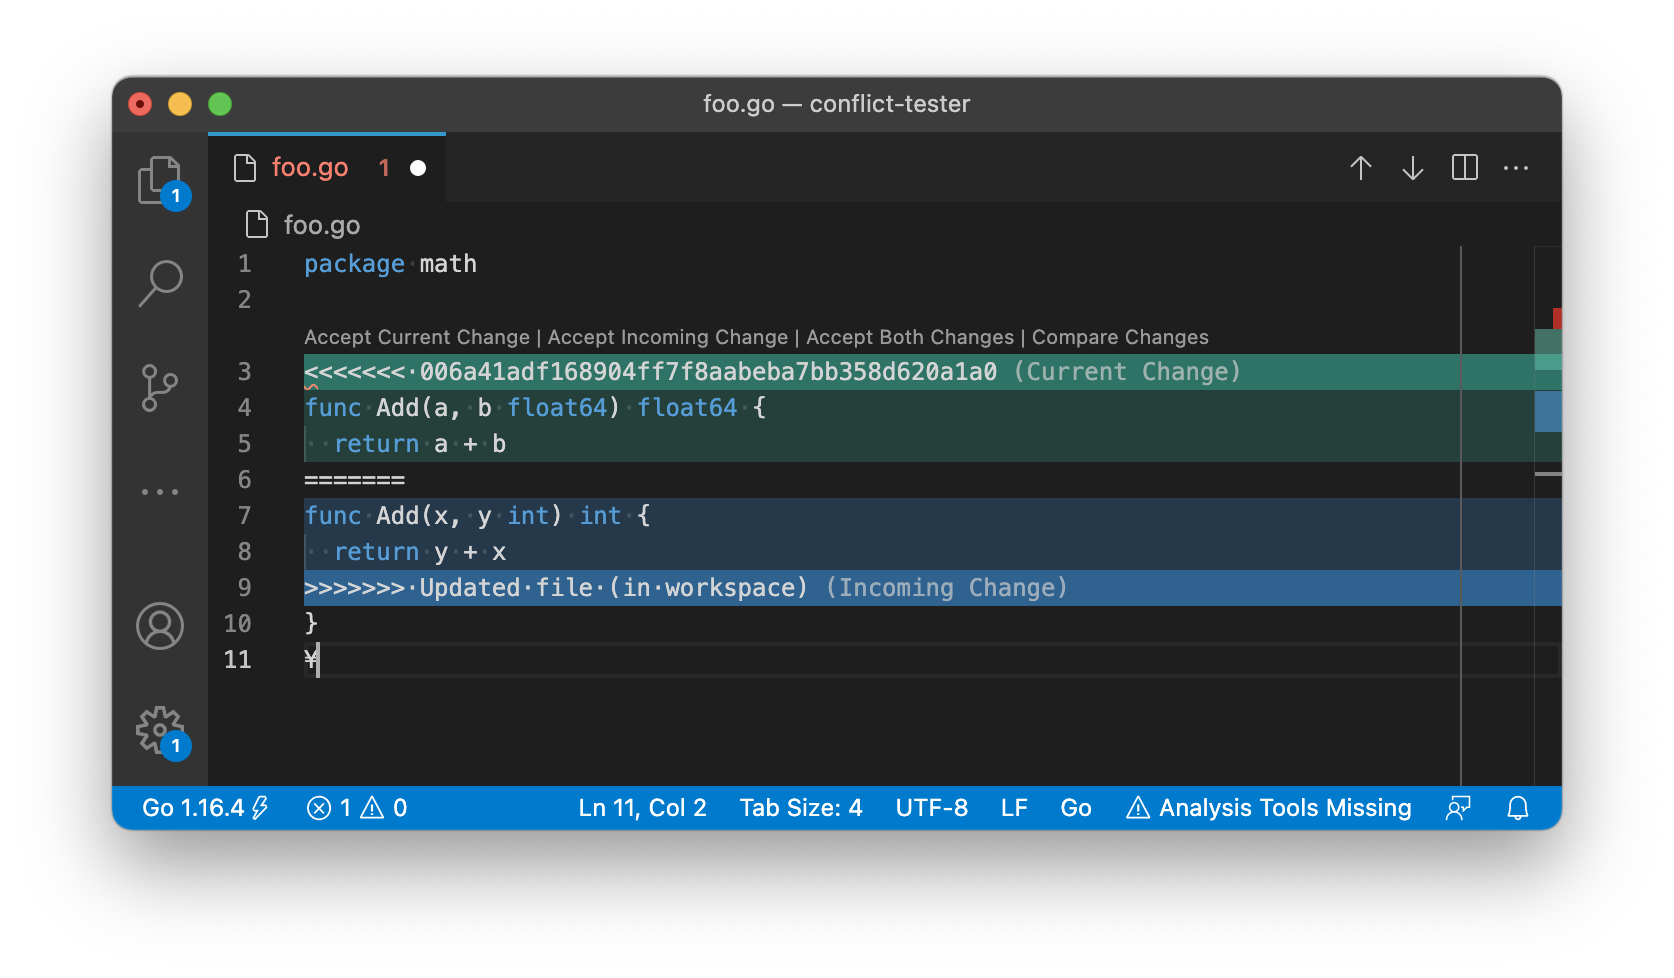 foo.go — conflict-tester
foo.go 1
1
foo.go
1 package math
2
Accept Current Change | Accept Incoming Change | Accept Both Changes | Compare Changes
3 <<<<<<< 006a41adf168904ff7f8aabeba7bb358d620a1a0 (Current Change)
4 func Add(a, b float64) float64 {
5   return a + b
6 =======
7 func Add(x, y int) int {
8   return y + x
9 >>>>>>> Updated file (in workspace) (Incoming Change)
10 }
11 ¥
1
Go 1.16.4 1 0 Ln 11, Col 2 Tab Size: 4 UTF-8 LF Go Analysis Tools Missing